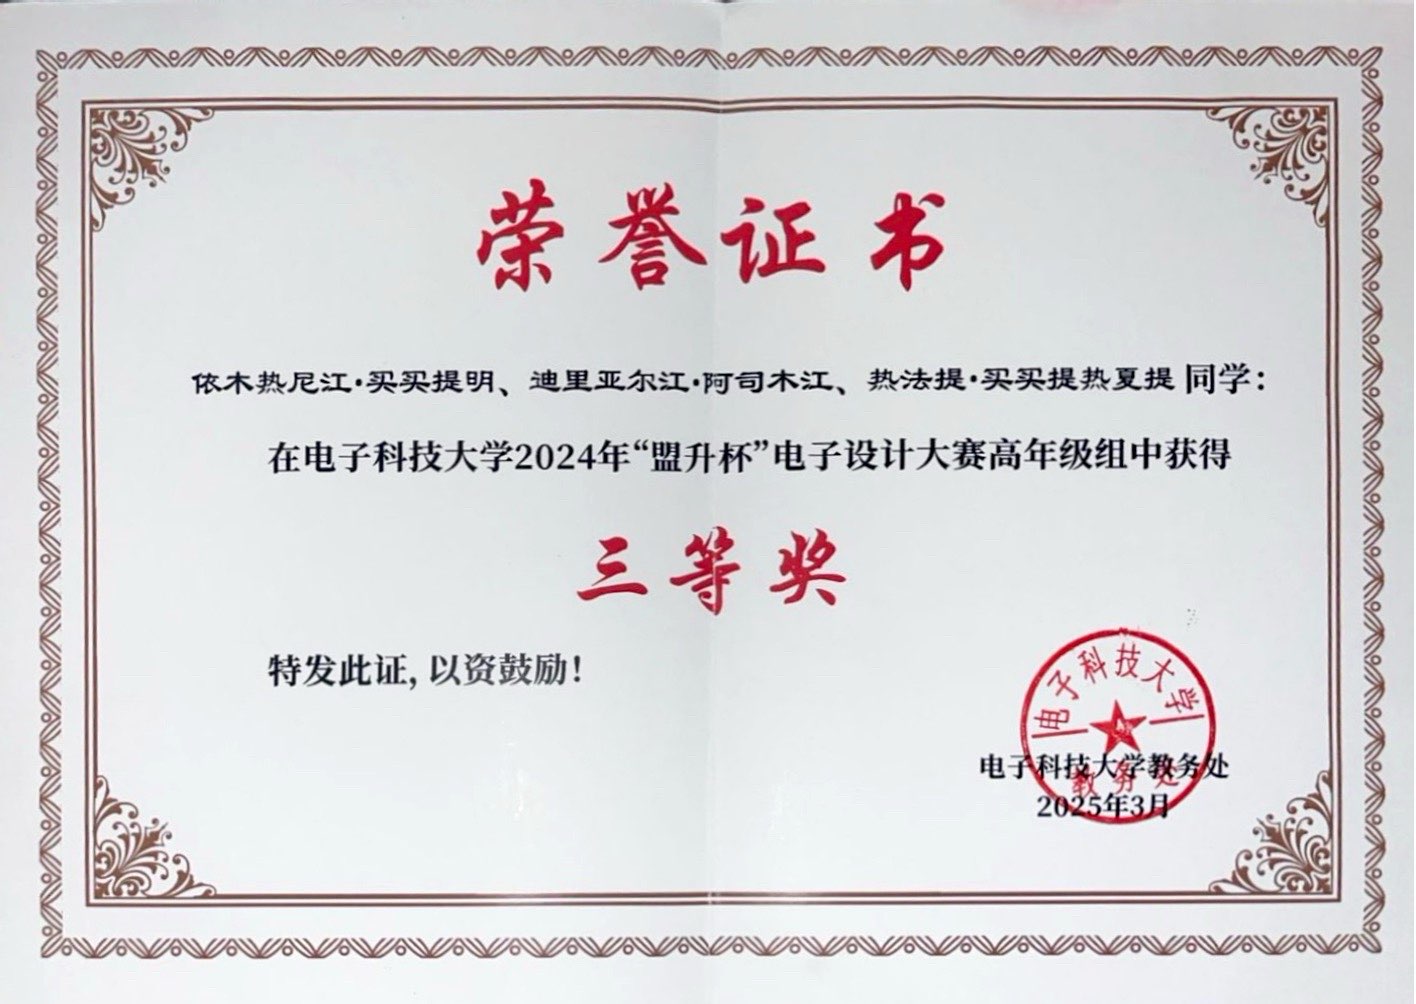 荣誉证书
依木热尼江·买买提明、迪里亚尔江·阿司木江、热法提·买买提热夏提 同学：
在电子科技大学2024年“盟升杯”电子设计大赛高年级组中获得
三等奖
特发此证, 以资鼓励！
电子科技大学
教务处
电子科技大学教务处
2025年3月